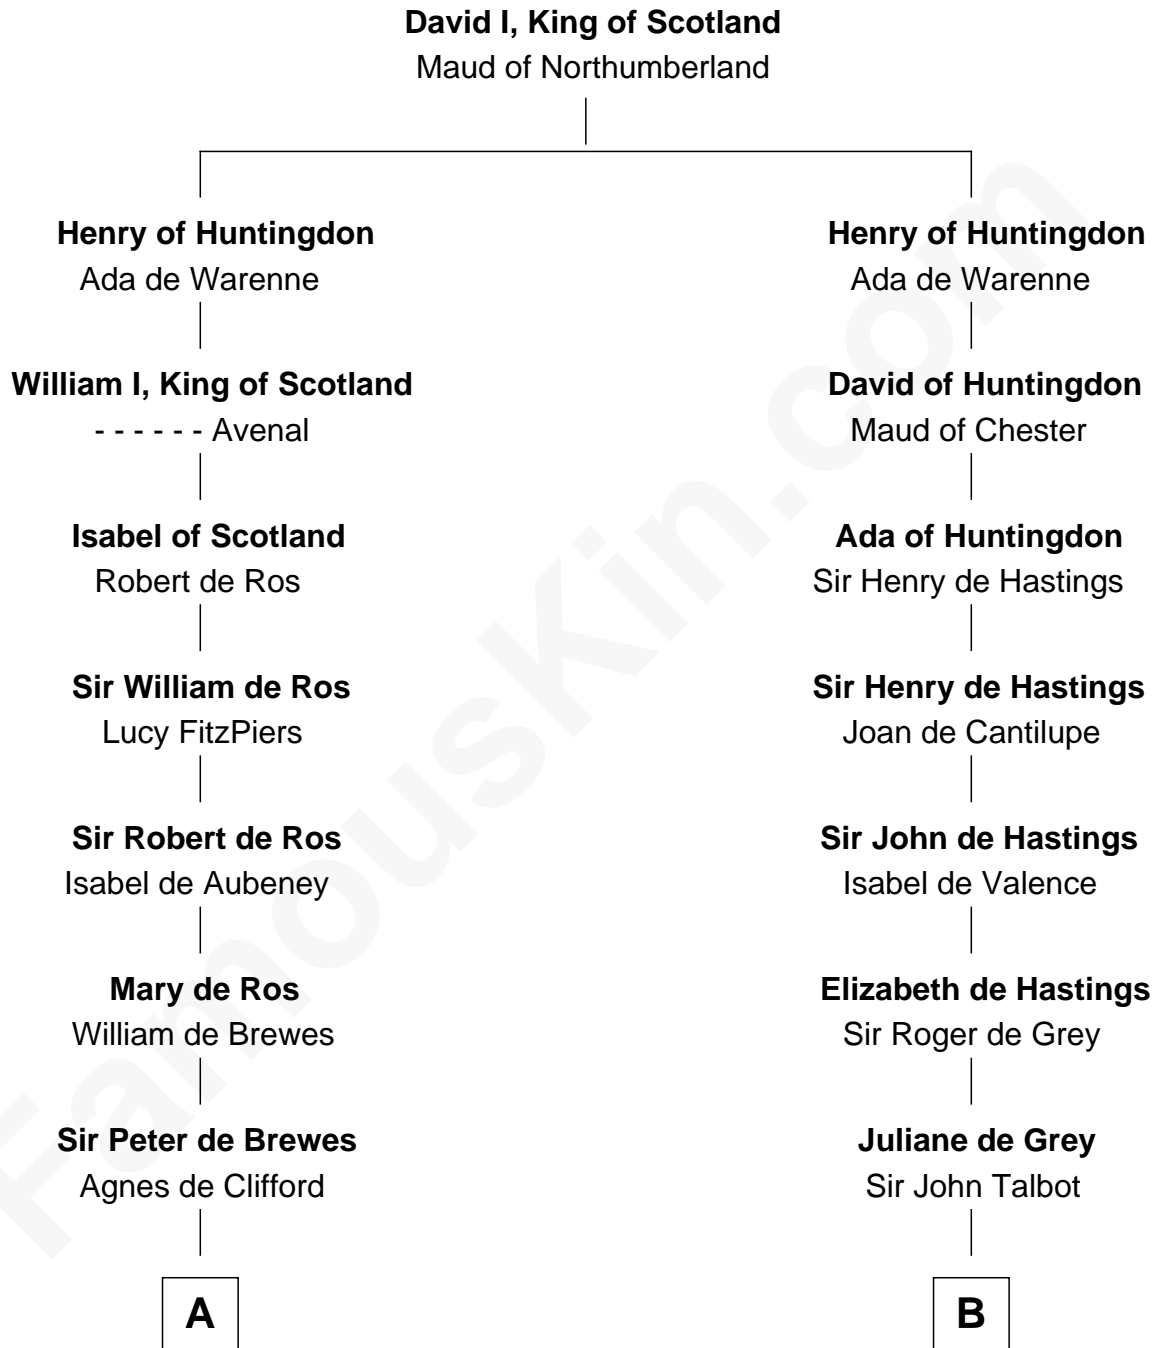 David I, King of Scotland
Maud of Northumberland
Henry of Huntingdon
Ada de Warenne
Henry of Huntingdon
Ada de Warenne
William I, King of Scotland
- - - - - - Avenal
David of Huntingdon
Maud of Chester
Isabel of Scotland
Robert de Ros
Ada of Huntingdon
Sir Henry de Hastings
Sir William de Ros
Lucy FitzPiers
Sir Henry de Hastings
Joan de Cantilupe
Sir Robert de Ros
Isabel de Aubeney
Sir John de Hastings
Isabel de Valence
Mary de Ros
William de Brewes
Elizabeth de Hastings
Sir Roger de Grey
Sir Peter de Brewes
Agnes de Clifford
Juliane de Grey
Sir John Talbot
A
B
FamousKin.com